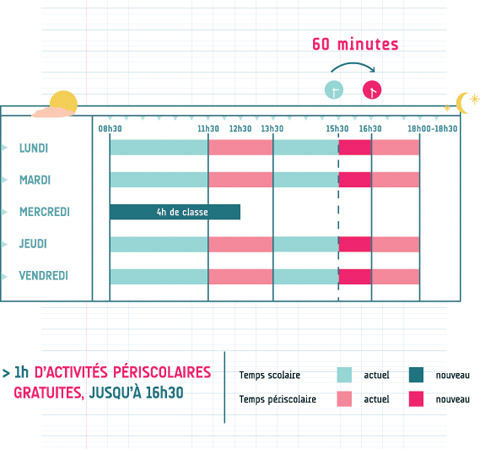 60 minutes
08h30 11h30 12h30 13h30 15h30 16h30 18h00-18h30
LUNDI
MARDI
MERCREDI 4h de classe
JEUDI
VENDREDI
> 1h D'ACTIVITÉS PÉRISCOLAIRES
GRATUITES, JUSQU'À 16h30
Temps scolaire actuel nouveau
Temps périscolaire actuel nouveau